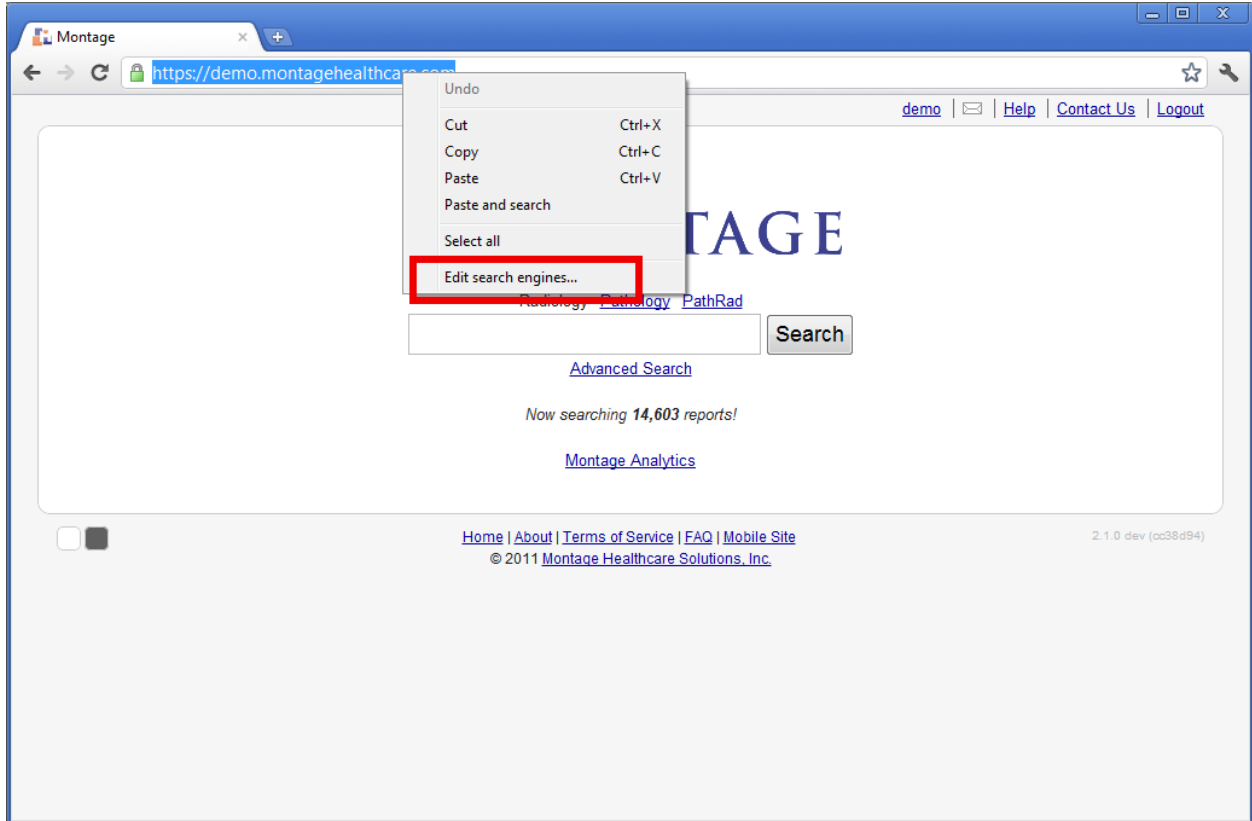 Montage
https://demo.montagehealthcare.com
demo | Help | Contact Us | Logout
Undo
Cut Ctrl+X
Copy Ctrl+C
Paste Ctrl+V
Paste and search
Select all
Edit search engines...
TAGE
Radiology Pathology PathRad
Search
Advanced Search
Now searching 14,603 reports!
Montage Analytics
Home | About | Terms of Service | FAQ | Mobile Site
2.1.0 dev (cc38d94)
© 2011 Montage Healthcare Solutions, Inc.